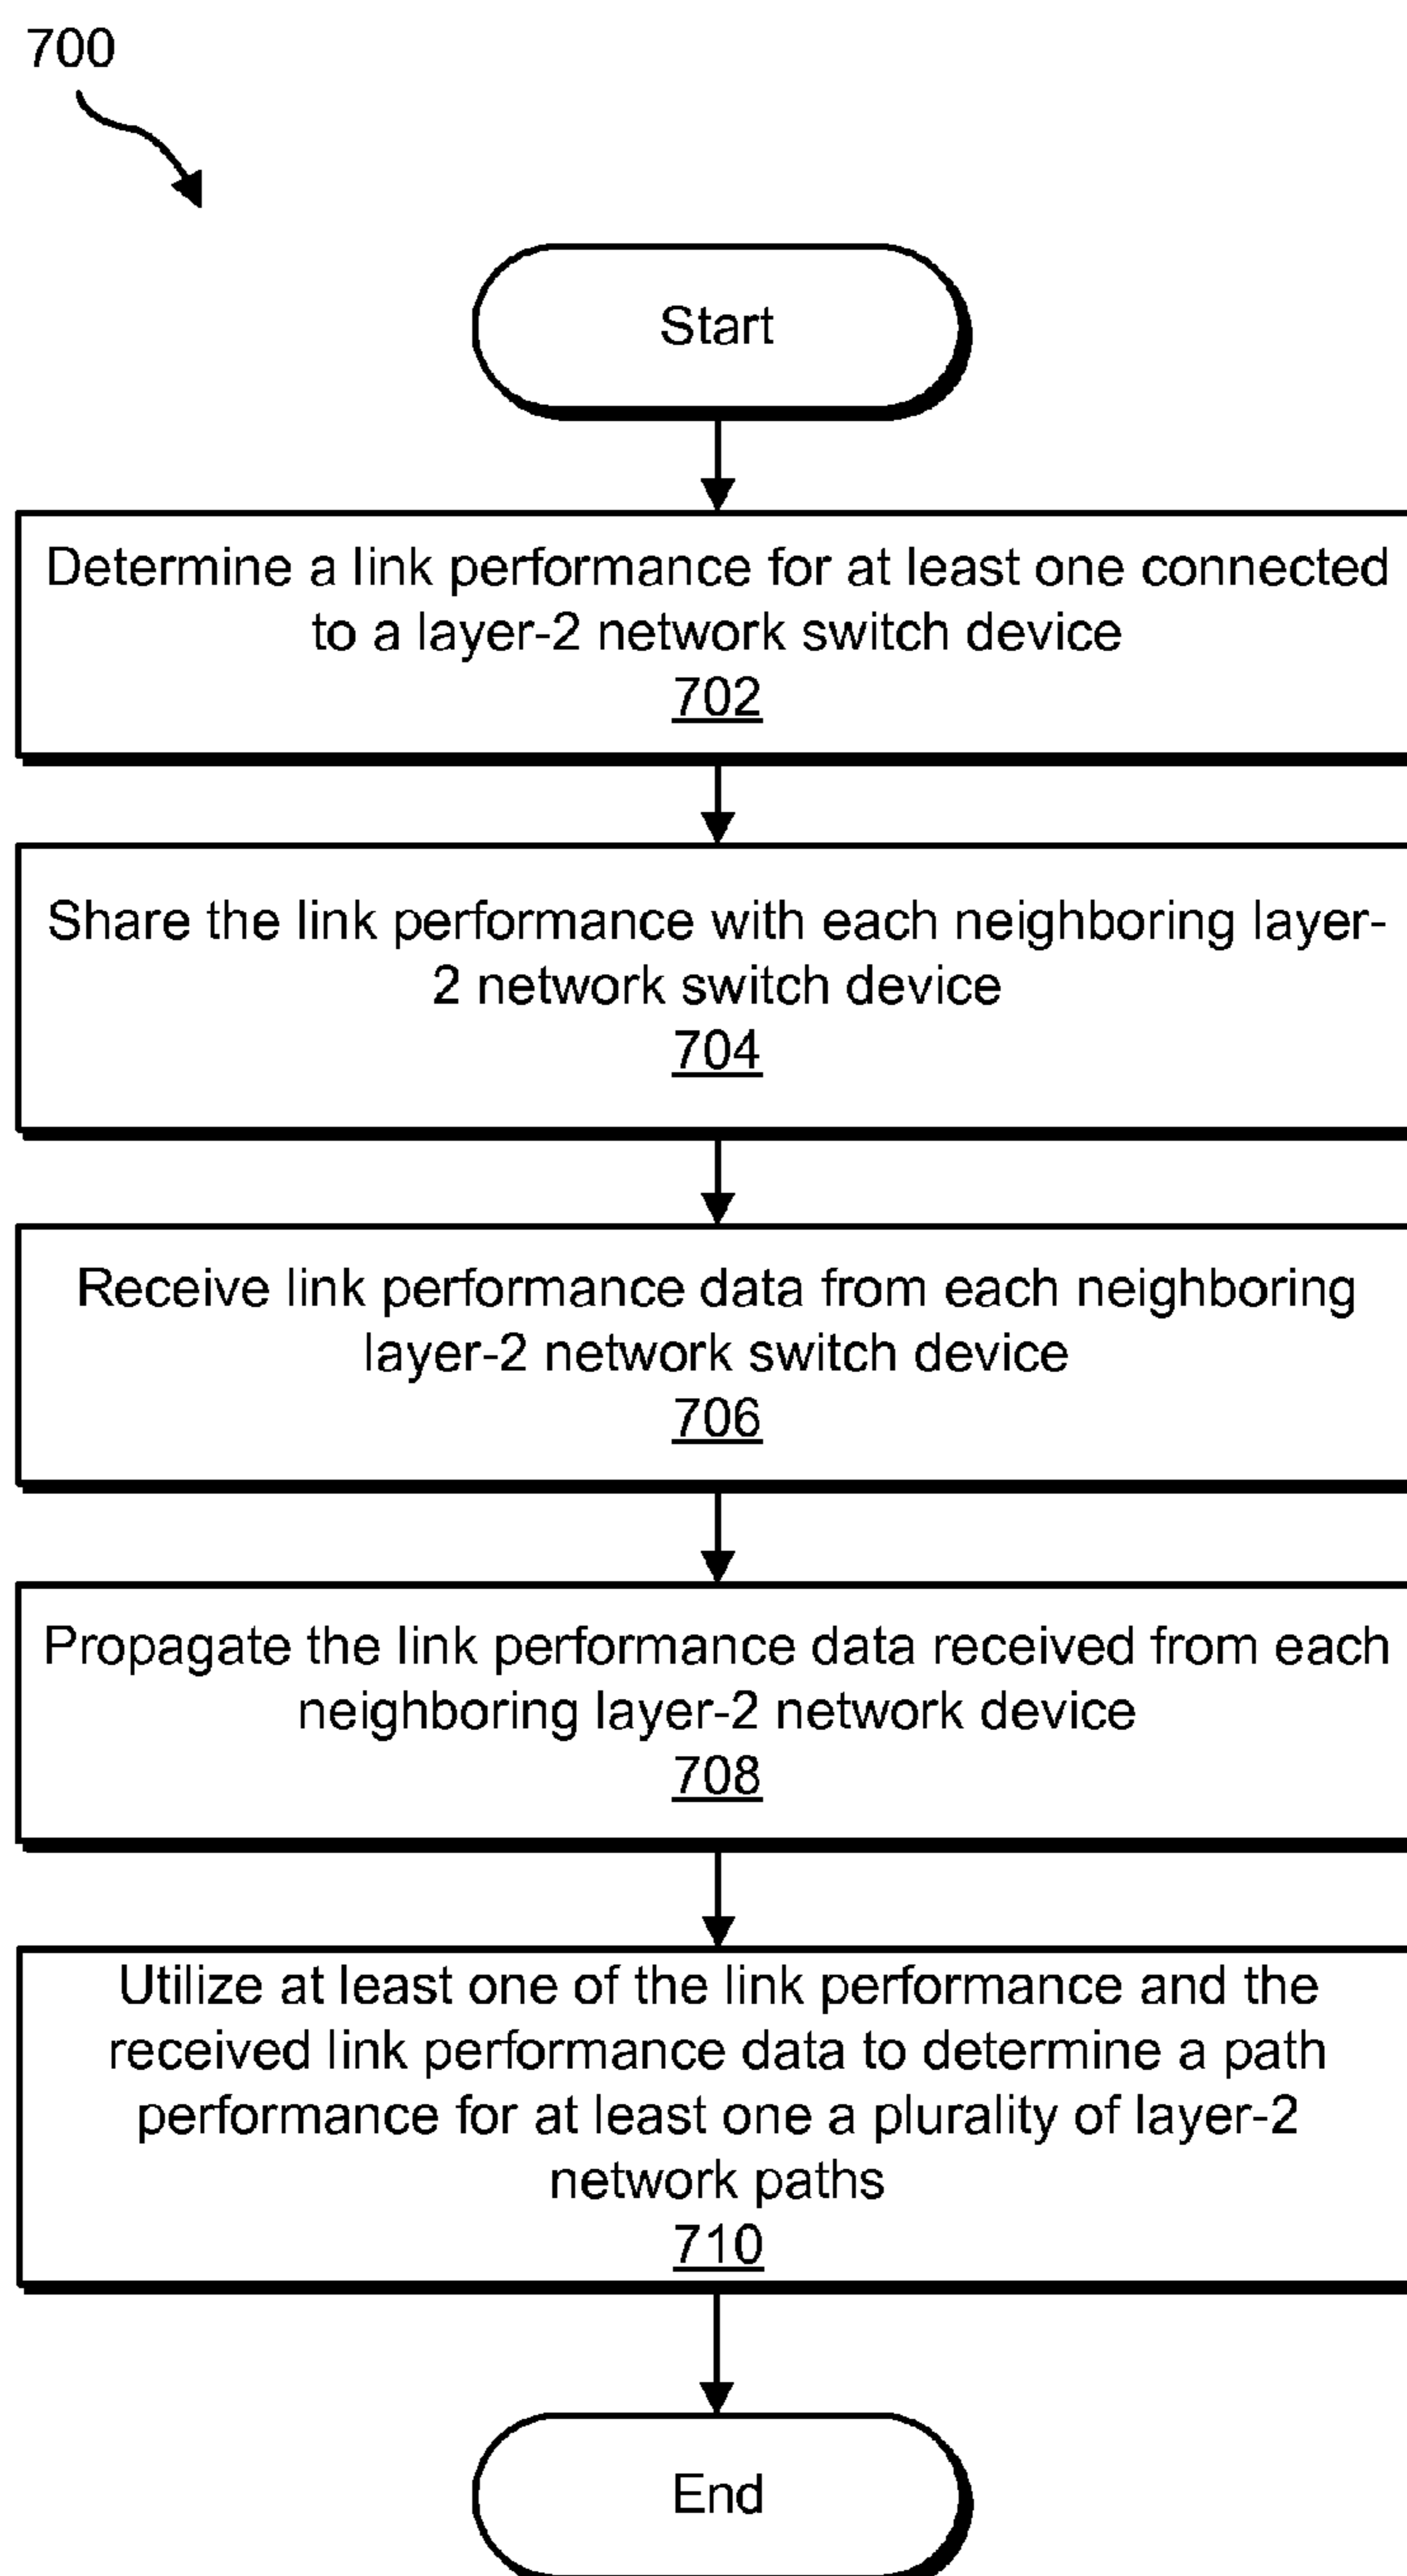 700
Start
Determine a link performance for at least one connected
to a layer-2 network switch device
702
Share the link performance with each neighboring layer-
2 network switch device
704
Receive link performance data from each neighboring
layer-2 network switch device
706
Propagate the link performance data received from each
neighboring layer-2 network device
708
Utilize at least one of the link performance and the
received link performance data to determine a path
performance for at least one a plurality of layer-2
network paths
710
End